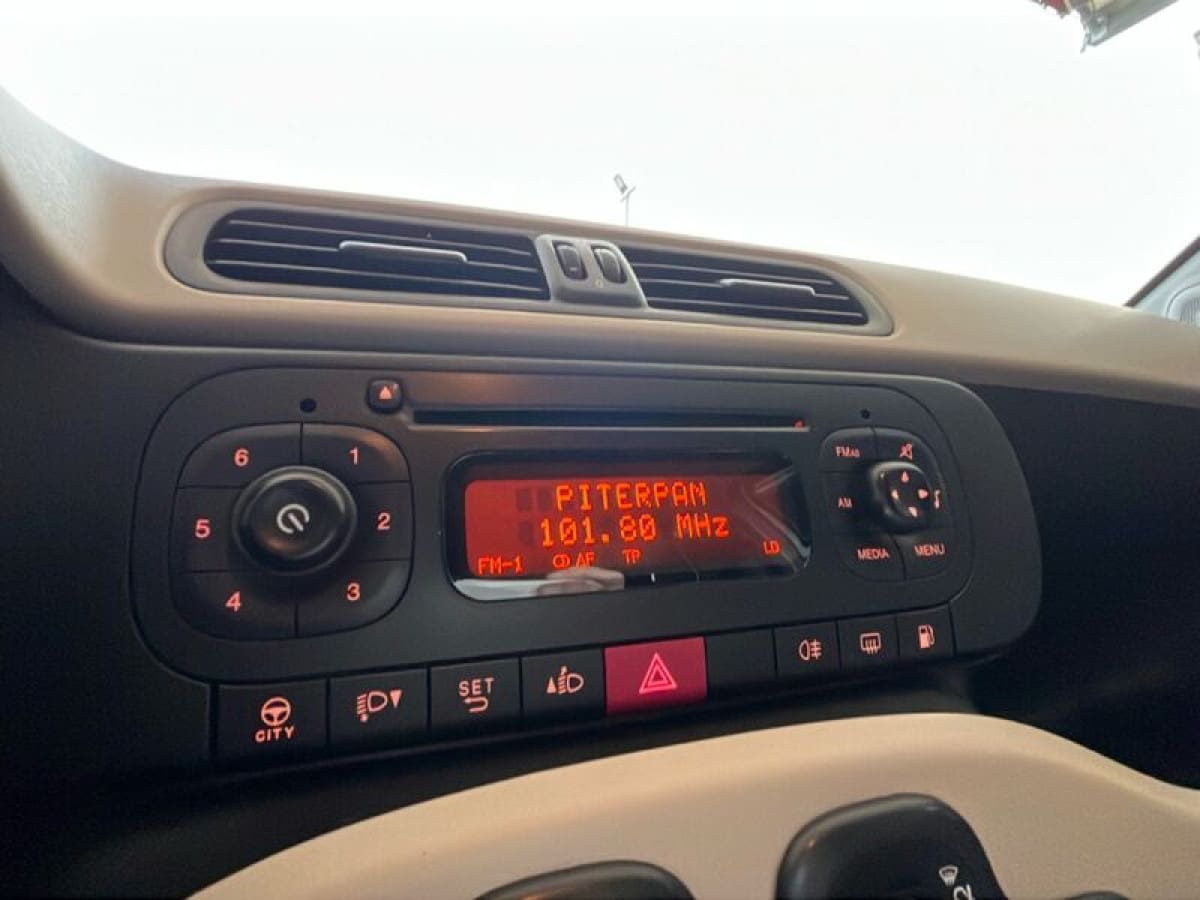 6 1
5 2
4 3
PITERPAM
101.80 MHz
FM-1 CD AF TP LD
FMAS
AM
MEDIA MENU
CITY
SET